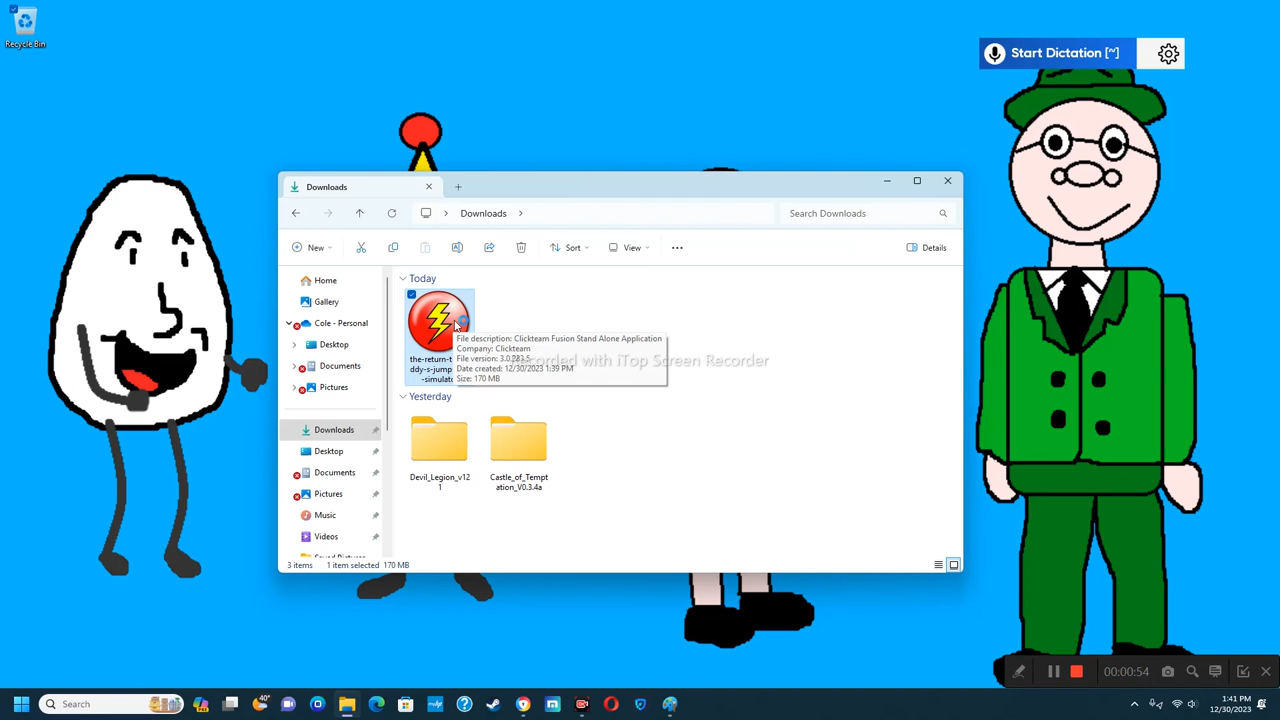 Recycle Bin
Start Dictation [~]
Downloads
Downloads
Search Downloads
New
Sort
View
Details
Home
Gallery
Cole - Personal
Desktop
Documents
Pictures
Downloads
Desktop
Documents
Pictures
Music
Videos
Today
the-return-t
ddy-s-jump
-simulat
File description: Clickteam Fusion Stand Alone Application
Company: Clickteam
File version: 3.0.283.5
Date created: 12/30/2023 1:39 PM
Size: 170 MB
Recorded with iTop Screen Recorder
Yesterday
Devil_Legion_v12
1
Castle_of_Tempt
ation_V0.3.4a
3 items
1 item selected
170 MB
00:00:54
Search
40°
1:41 PM
12/30/2023